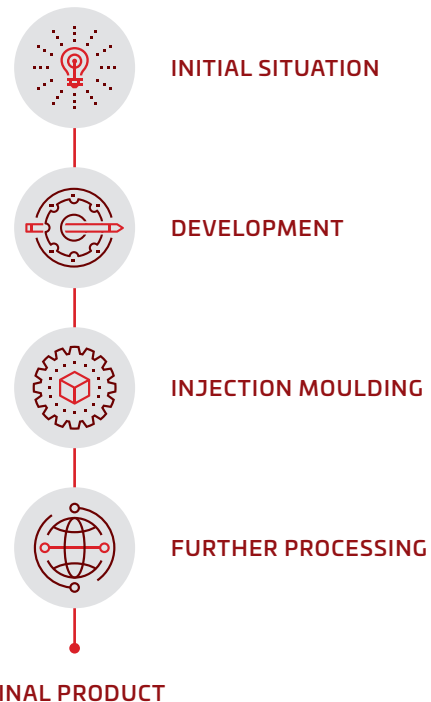 INITIAL SITUATION
DEVELOPMENT
INJECTION MOULDING
FURTHER PROCESSING
INAL PRODUCT